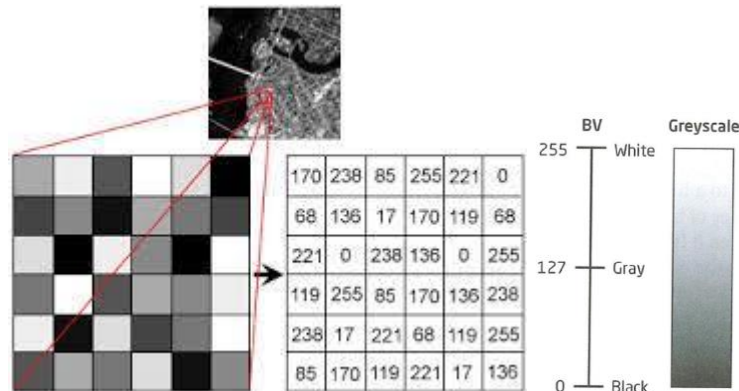 BV Greyscale
255 White
170 238 85 255 221 0
68 136 17 170 119 68
221 0 238 136 0 255
127 Gray
119 255 85 170 136 238
238 17 221 68 119 255
85 170 119 221 17 136
0 Black